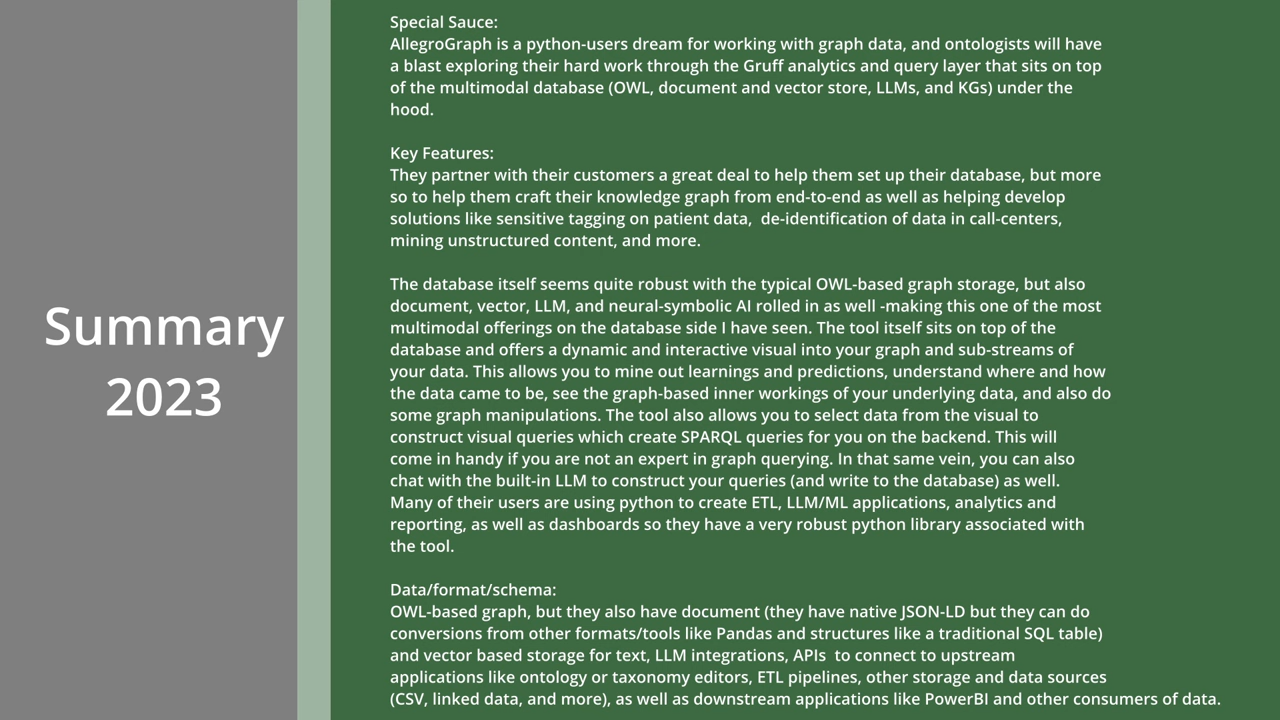 Summary
2023
Special Sauce:
AllegroGraph is a python-users dream for working with graph data, and ontologists will have
a blast exploring their hard work through the Gruff analytics and query layer that sits on top
of the multimodal database (OWL, document and vector store, LLMs, and KGs) under the
hood.
Key Features:
They partner with their customers a great deal to help them set up their database, but more
so to help them craft their knowledge graph from end-to-end as well as helping develop
solutions like sensitive tagging on patient data,  de-identification of data in call-centers,
mining unstructured content, and more.
The database itself seems quite robust with the typical OWL-based graph storage, but also
document, vector, LLM, and neural-symbolic AI rolled in as well -making this one of the most
multimodal offerings on the database side I have seen. The tool itself sits on top of the
database and offers a dynamic and interactive visual into your graph and sub-streams of
your data. This allows you to mine out learnings and predictions, understand where and how
the data came to be, see the graph-based inner workings of your underlying data, and also do
some graph manipulations. The tool also allows you to select data from the visual to
construct visual queries which create SPARQL queries for you on the backend. This will
come in handy if you are not an expert in graph querying. In that same vein, you can also
chat with the built-in LLM to construct your queries (and write to the database) as well.
Many of their users are using python to create ETL, LLM/ML applications, analytics and
reporting, as well as dashboards so they have a very robust python library associated with
the tool.
Data/format/schema:
OWL-based graph, but they also have document (they have native JSON-LD but they can do
conversions from other formats/tools like Pandas and structures like a traditional SQL table)
and vector based storage for text, LLM integrations, APIs  to connect to upstream
applications like ontology or taxonomy editors, ETL pipelines, other storage and data sources
(CSV, linked data, and more), as well as downstream applications like PowerBI and other consumers of data.